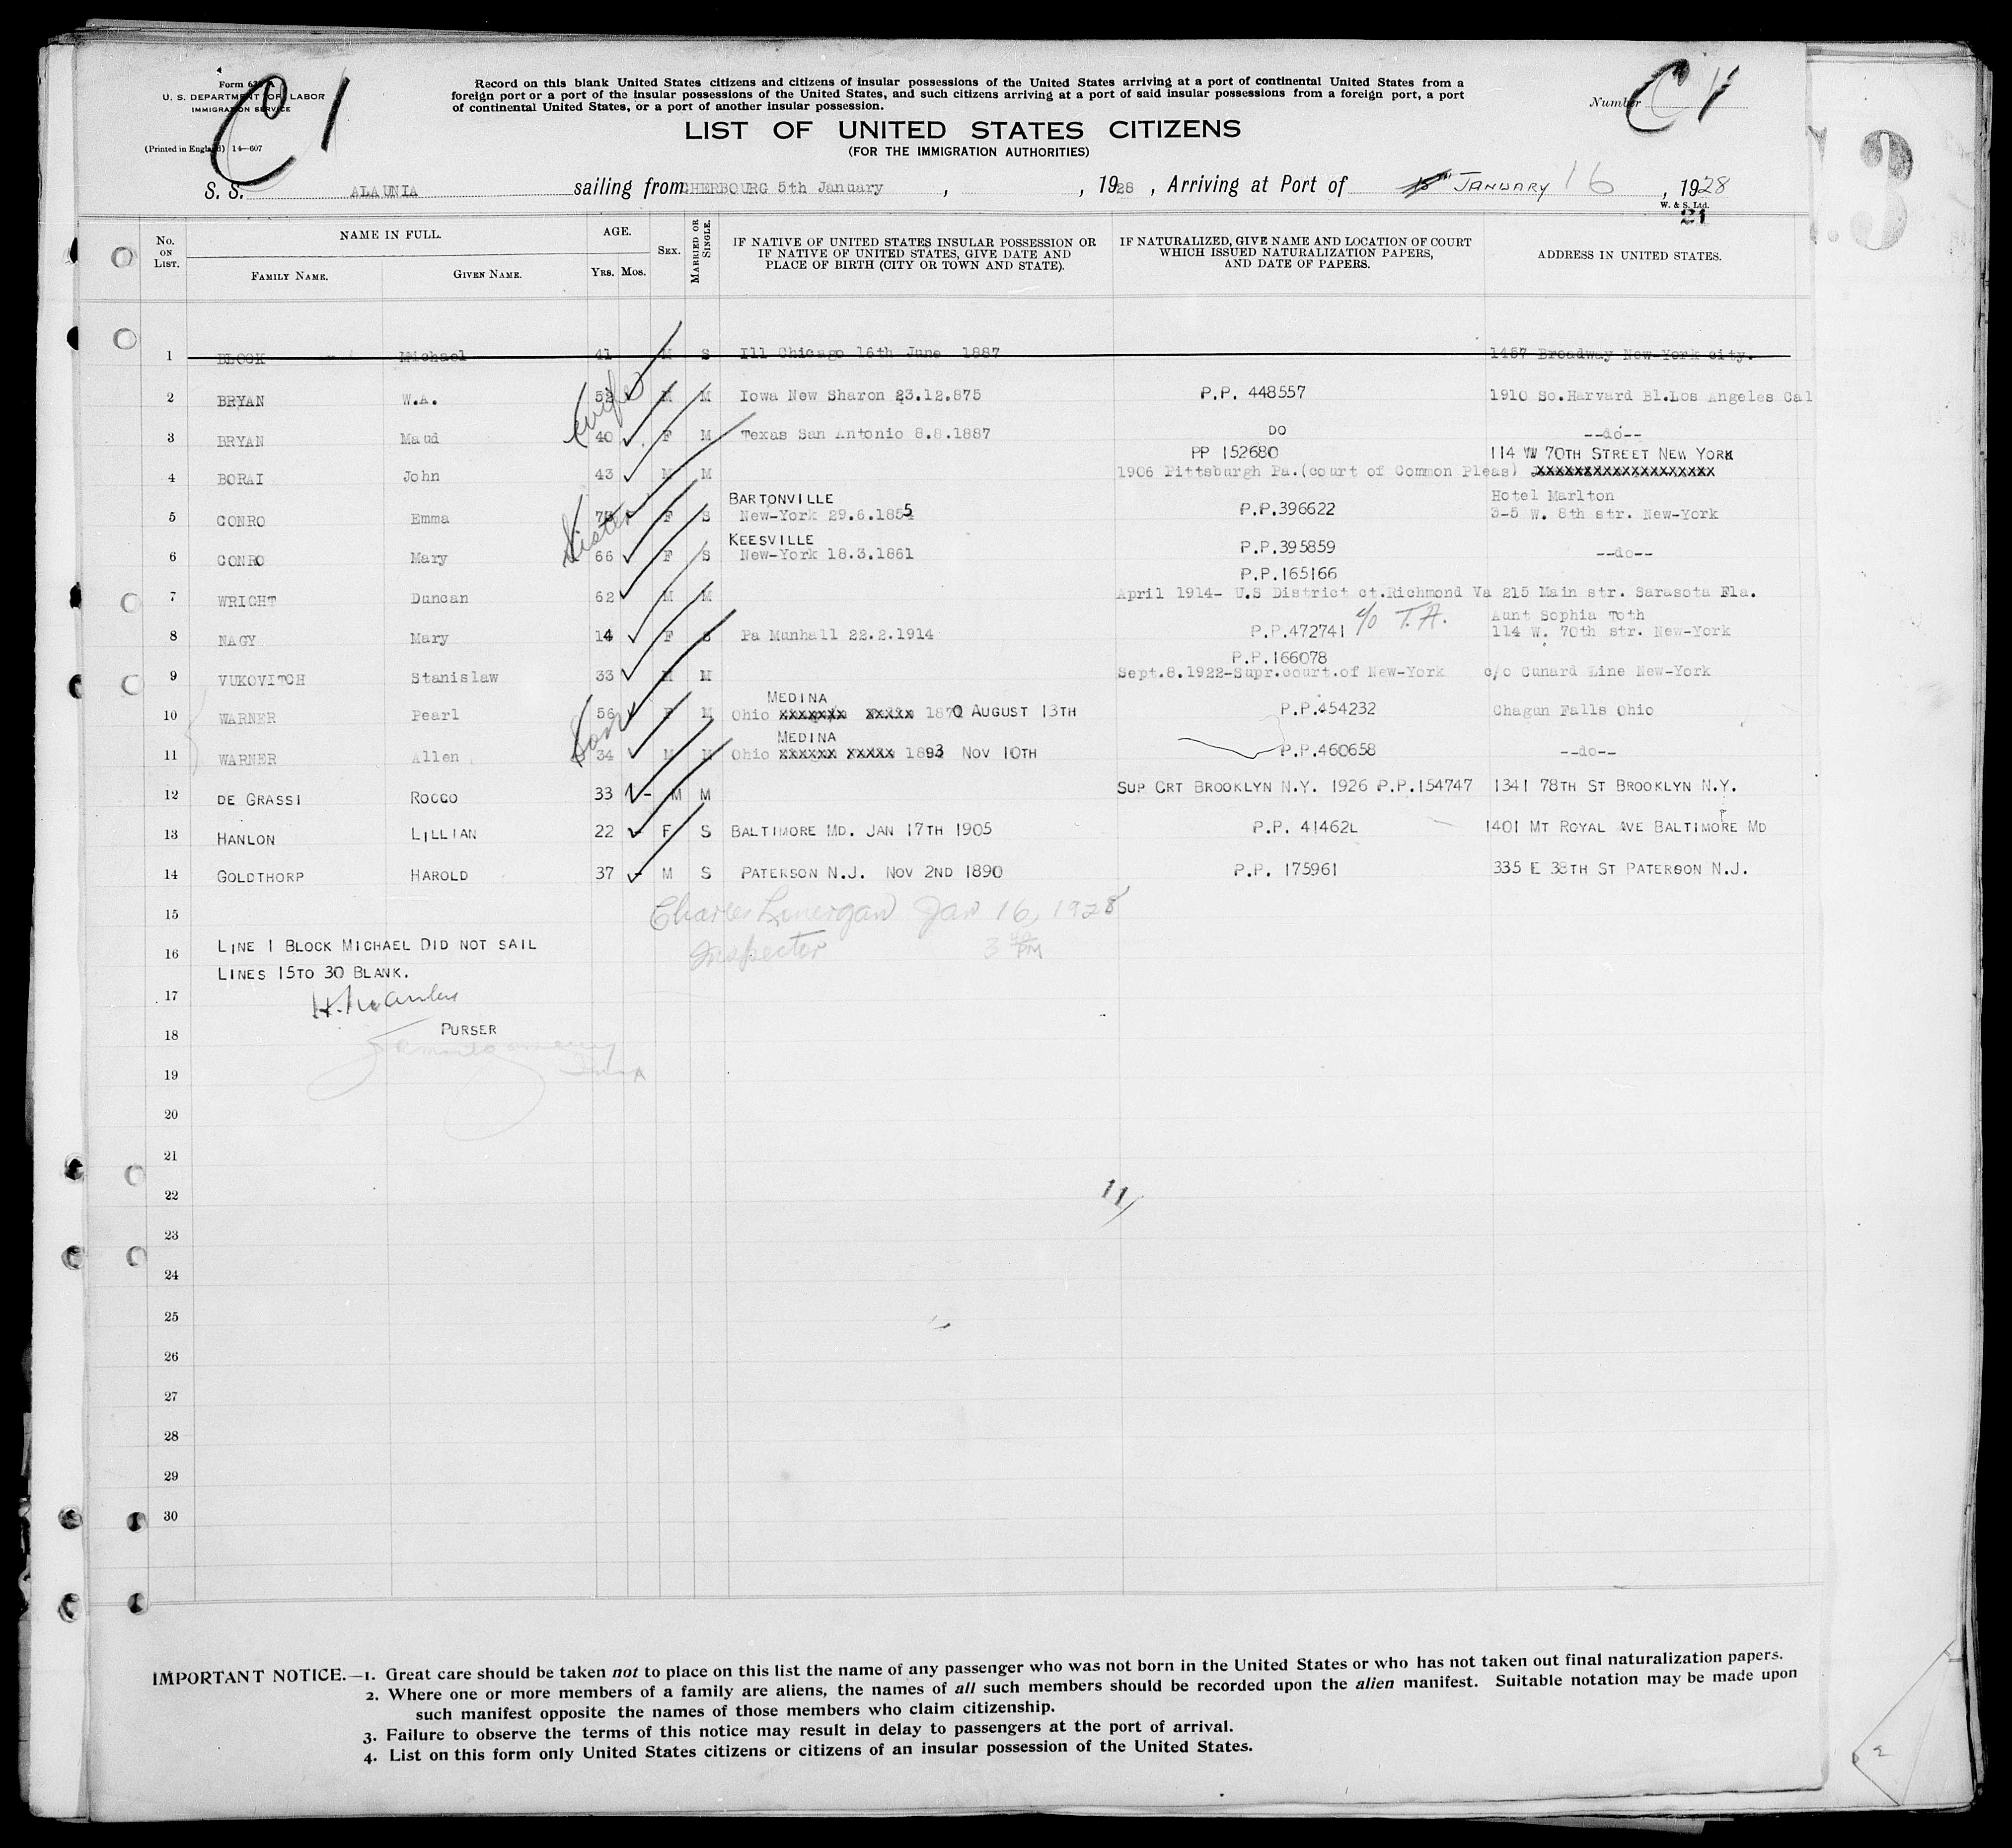 C 1
Form 630
U. S. DEPARTMENT OF LABOR
IMMIGRATION SERVICE
(Printed in England) 14—607
Record on this blank United States citizens and citizens of insular possessions of the United States arriving at a port of continental United States from a
foreign port or a port of the insular possessions of the United States, and such citizens arriving at a port of said insular possessions from a foreign port, a port
of continental United States, or a port of another insular possession.
Number C 1
LIST OF UNITED STATES CITIZENS
(FOR THE IMMIGRATION AUTHORITIES)
3
S. S. ALAUNIA sailing from CHERBOURG 5th January , , 1928 , Arriving at Port of JANUARY 16 , 1928
W. & S. Ltd.
21
No. ON LIST. NAME IN FULL. FAMILY NAME. GIVEN NAME. AGE. Yrs. Mos. SEX. MARRIED OR SINGLE. IF NATIVE OF UNITED STATES INSULAR POSSESSION OR IF NATIVE OF UNITED STATES, GIVE DATE AND PLACE OF BIRTH (CITY OR TOWN AND STATE). IF NATURALIZED, GIVE NAME AND LOCATION OF COURT WHICH ISSUED NATURALIZATION PAPERS, AND DATE OF PAPERS. ADDRESS IN UNITED STATES.
1 BLOCK Michael 41 M S Ill Chicago 16th June 1887 1457 Broadway New-York city.
2 BRYAN W.A. 52 M M Iowa New Sharon 23.12.875 P.P. 448557 1910 So.Harvard Bl.Los Angeles Cal
wife
3 BRYAN Maud 40 F M Texas San Antonio 8.8.1887 DO --do--
PP 152680 114 W 70TH STREET NEW YORK
4 BORAI John 43 M M 1906 Pittsburgh Pa.(court of Common Pleas) XXXXXXXXXXXXXXXXXXX
BARTONVILLE Hotel Marlton
5 CONRO Emma F S New-York 29.6.1855 P.P.396622 3-5 W. 8th str. New-York
Sister
KEESVILLE
6 CONRO Mary 66 F S New-York 18.3.1861 P.P.395859 --do--
P.P.165166
7 WRIGHT Duncan 62 M M April 1914- U.S District ct.Richmond Va 215 Main str. Sarasota Fla.
c/o T.A. Aunt Sophia Toth
8 NAGY Mary 14 F S Pa Munhall 22.2.1914 P.P.472741 114 W. 70th str. New-York
P.P.166078
9 VUKOVITCH Stanislaw 33 M M Sept.8.1922-Supr.court.of New-York c/o Cunard Line New-York
MEDINA
10 WARNER Pearl 56 F M Ohio XXXXXXX XXXXX 1870 AUGUST 13TH P.P.454232 Chagun Falls Ohio
Son
MEDINA
11 WARNER Allen 34 M M Ohio XXXXXX XXXXX 1893 NOV 10TH P.P.460658 --do--
12 DE GRASSI ROCCO 33 M M SUP CRT BROOKLYN N.Y. 1926 P.P.154747 1341 78TH ST BROOKLYN N.Y.
13 HANLON LILLIAN 22 F S BALTIMORE MD. JAN 17TH 1905 P.P. 41462L 1401 MT ROYAL AVE BALTIMORE MD
14 GOLDTHORP HAROLD 37 M S PATERSON N.J. NOV 2ND 1890 P.P. 175961 335 E 38TH ST PATERSON N.J.
15 Charles Linergan Jan 16, 1928
LINE 1 BLOCK MICHAEL DID NOT SAIL
16 Inspector 3 PM
LINES 15TO 30 BLANK.
17
18 PURSER
19
20
21
22
11/
23
24
25
26
27
28
29
30
IMPORTANT NOTICE.—1. Great care should be taken not to place on this list the name of any passenger who was not born in the United States or who has not taken out final naturalization papers.
2. Where one or more members of a family are aliens, the names of all such members should be recorded upon the alien manifest. Suitable notation may be made upon
such manifest opposite the names of those members who claim citizenship.
3. Failure to observe the terms of this notice may result in delay to passengers at the port of arrival.
4. List on this form only United States citizens or citizens of an insular possession of the United States.
2